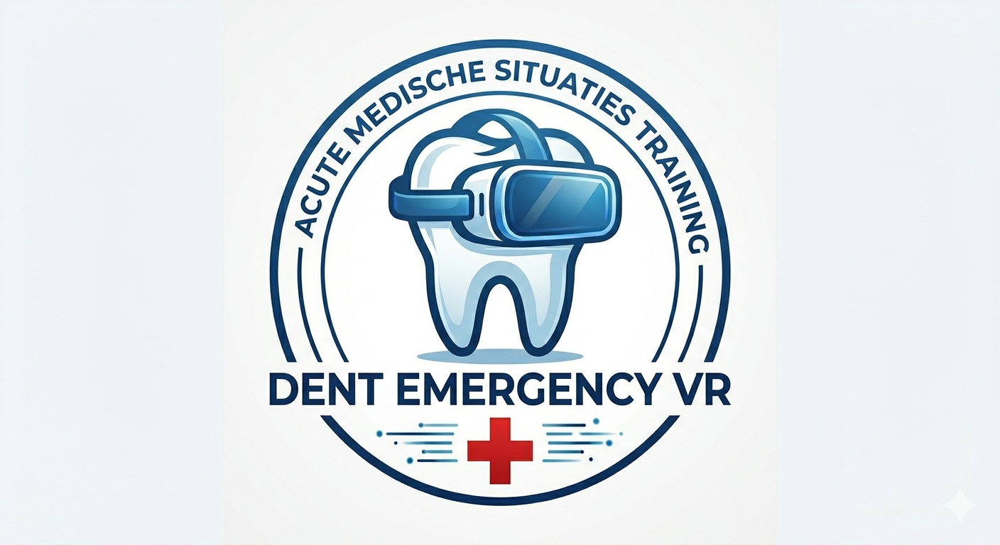 ACUTE MEDISCHE SITUATIES TRAINING
DENT EMERGENCY VR